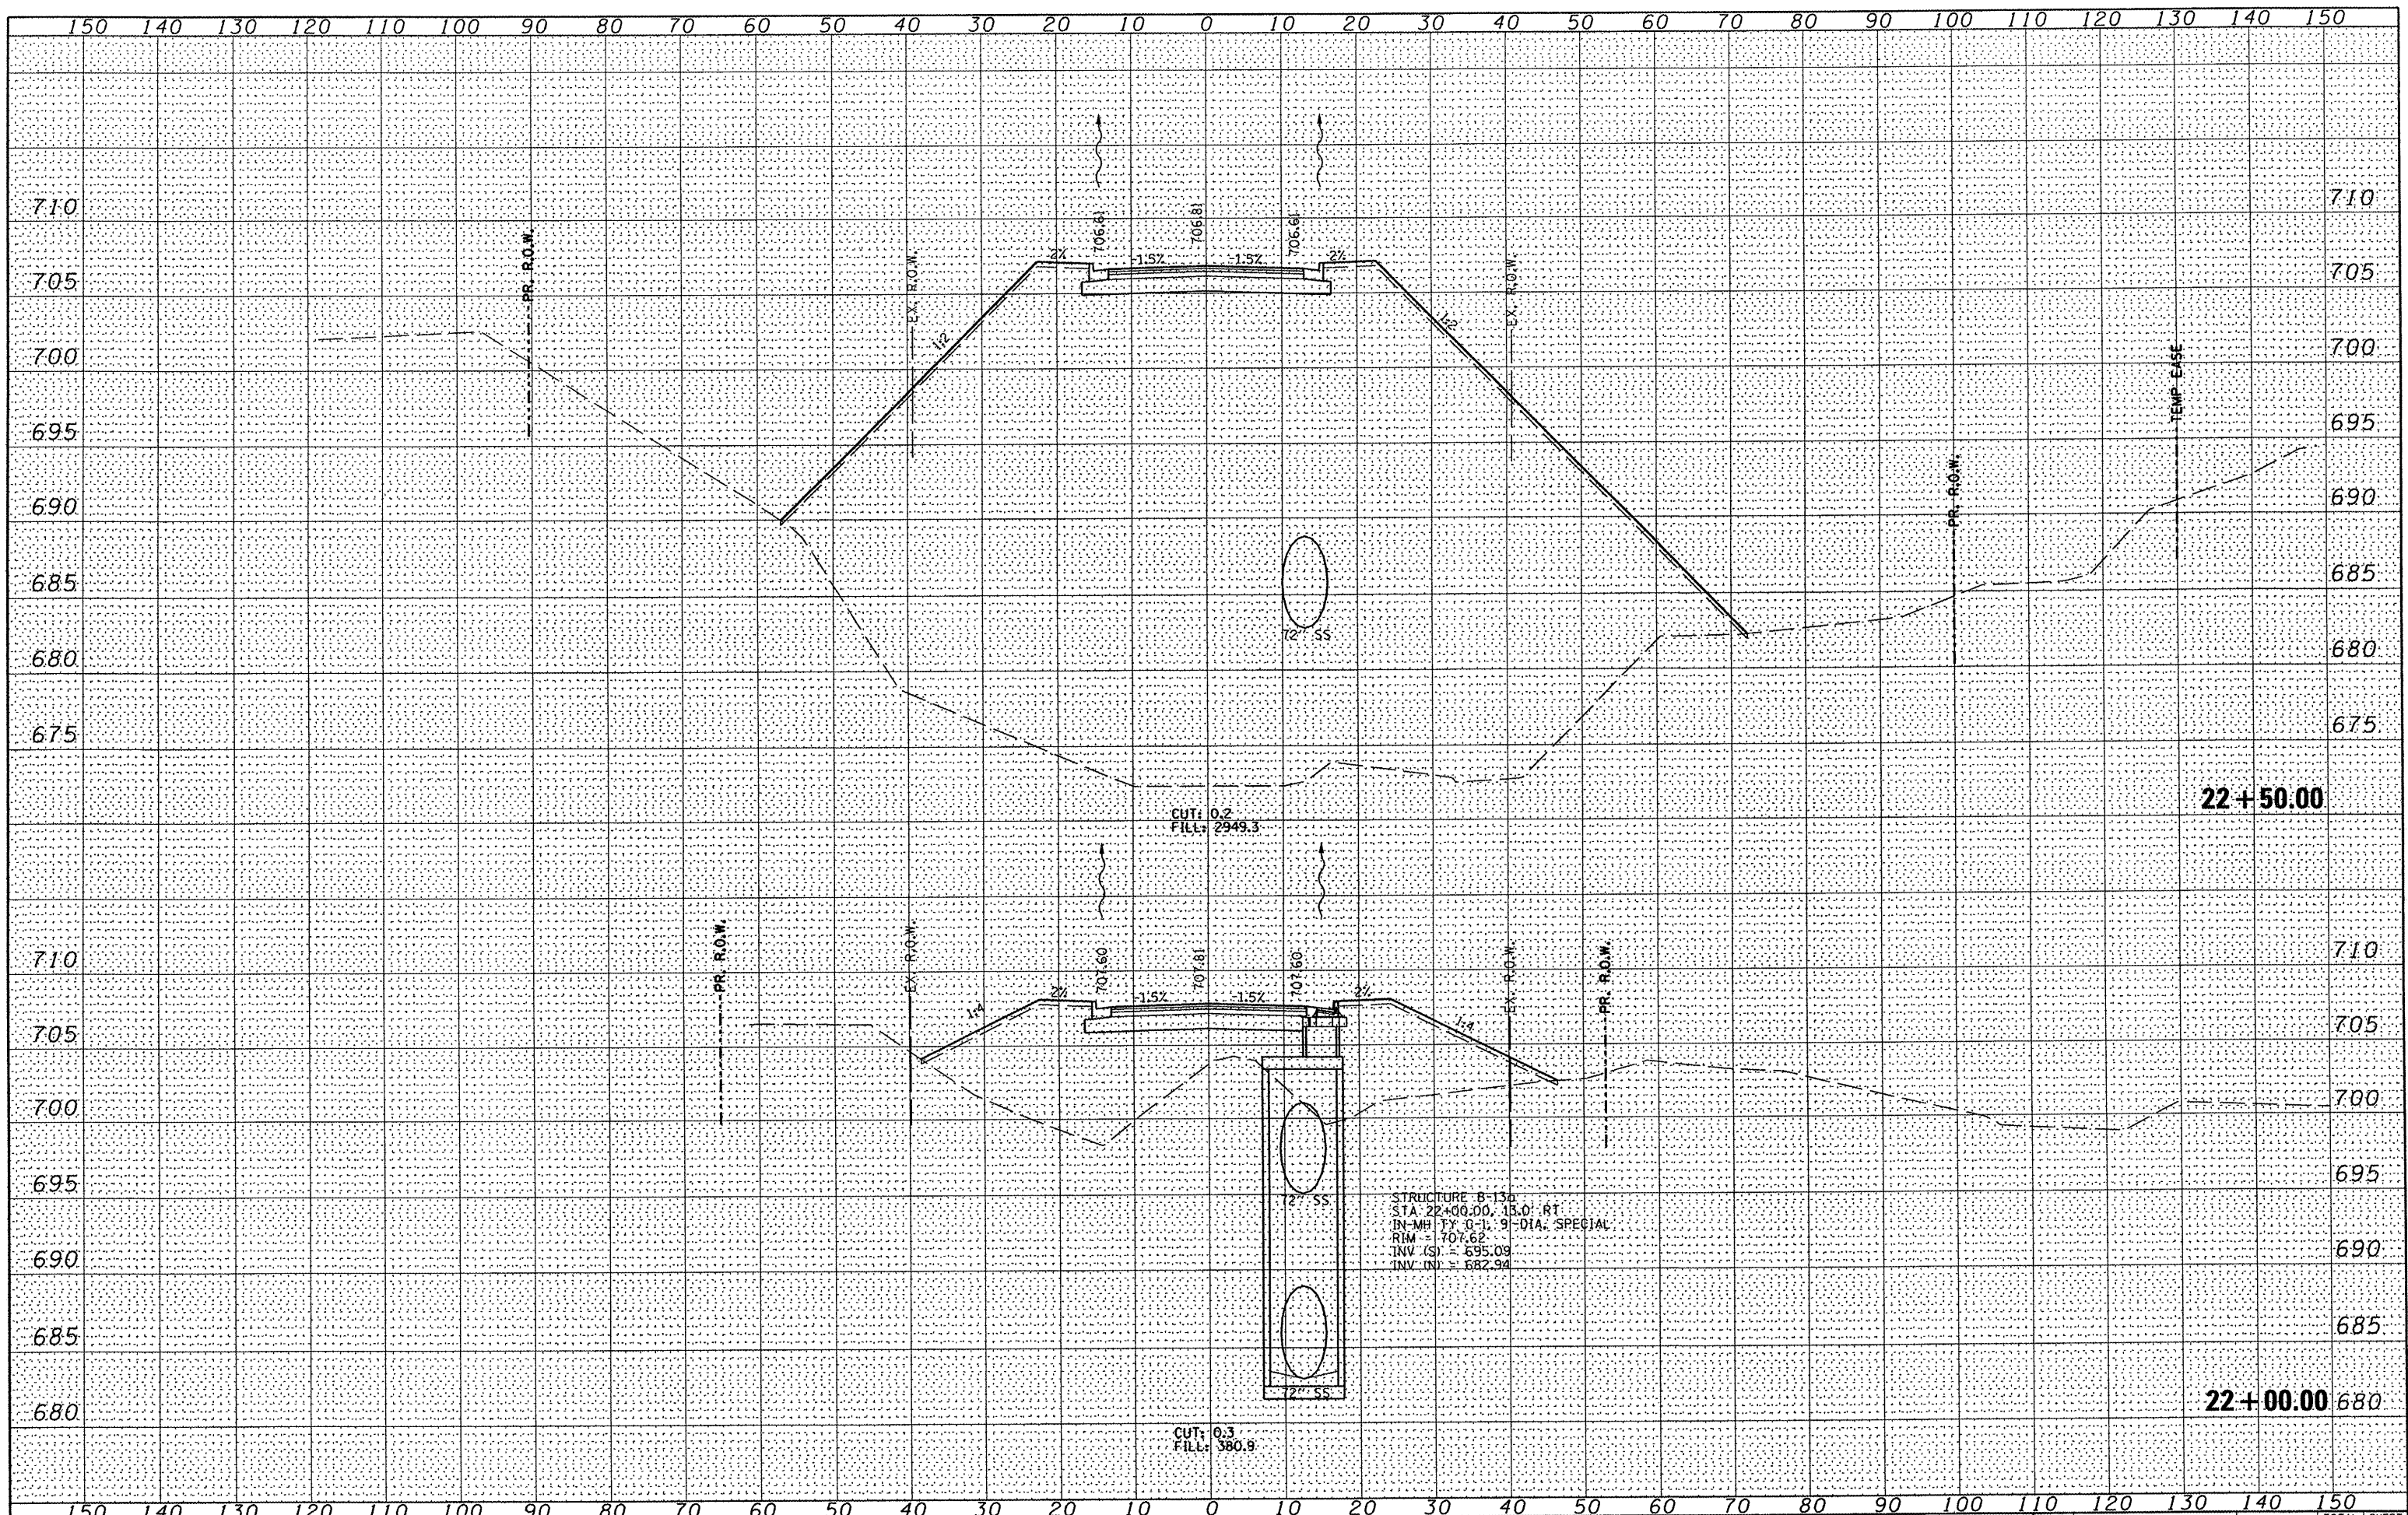 150 140 130 120 110 100 90 80 70 60 50 40 30 20 10 0 10 20 30 40 50 60 70 80 90 100 110 120 130 140 150
710 710
PR. R.O.W.
EX. R.O.W.
706.61
706.81
706.61
EX. R.O.W.
2% -1.5% -1.5% 2%
705 705
1:2 1:2
700 700
TEMP EASE
695 695
PR. R.O.W.
690 690
685 685
72" SS
680 680
675 675
22+50.00
CUT: 0.2
FILL: 2949.3
PR. R.O.W.
EX. R.O.W.
707.60
707.81
707.60
EX. R.O.W.
PR. R.O.W.
710 710
2% -1.5% -1.5% 2%
1:4 1:4
705 705
700 700
695 695
72" SS
STRUCTURE B-13a
STA 22+00.00, 13.0' RT
IN-MH TY G-1, 9'-DIA. SPECIAL
RIM = 707.62
INV (S) = 695.09
INV (N) = 682.94
690 690
685 685
72" SS
680 22+00.00 680
CUT: 0.3
FILL: 380.9
150 140 130 120 110 100 90 80 70 60 50 40 30 20 10 0 10 20 30 40 50 60 70 80 90 100 110 120 130 140 150